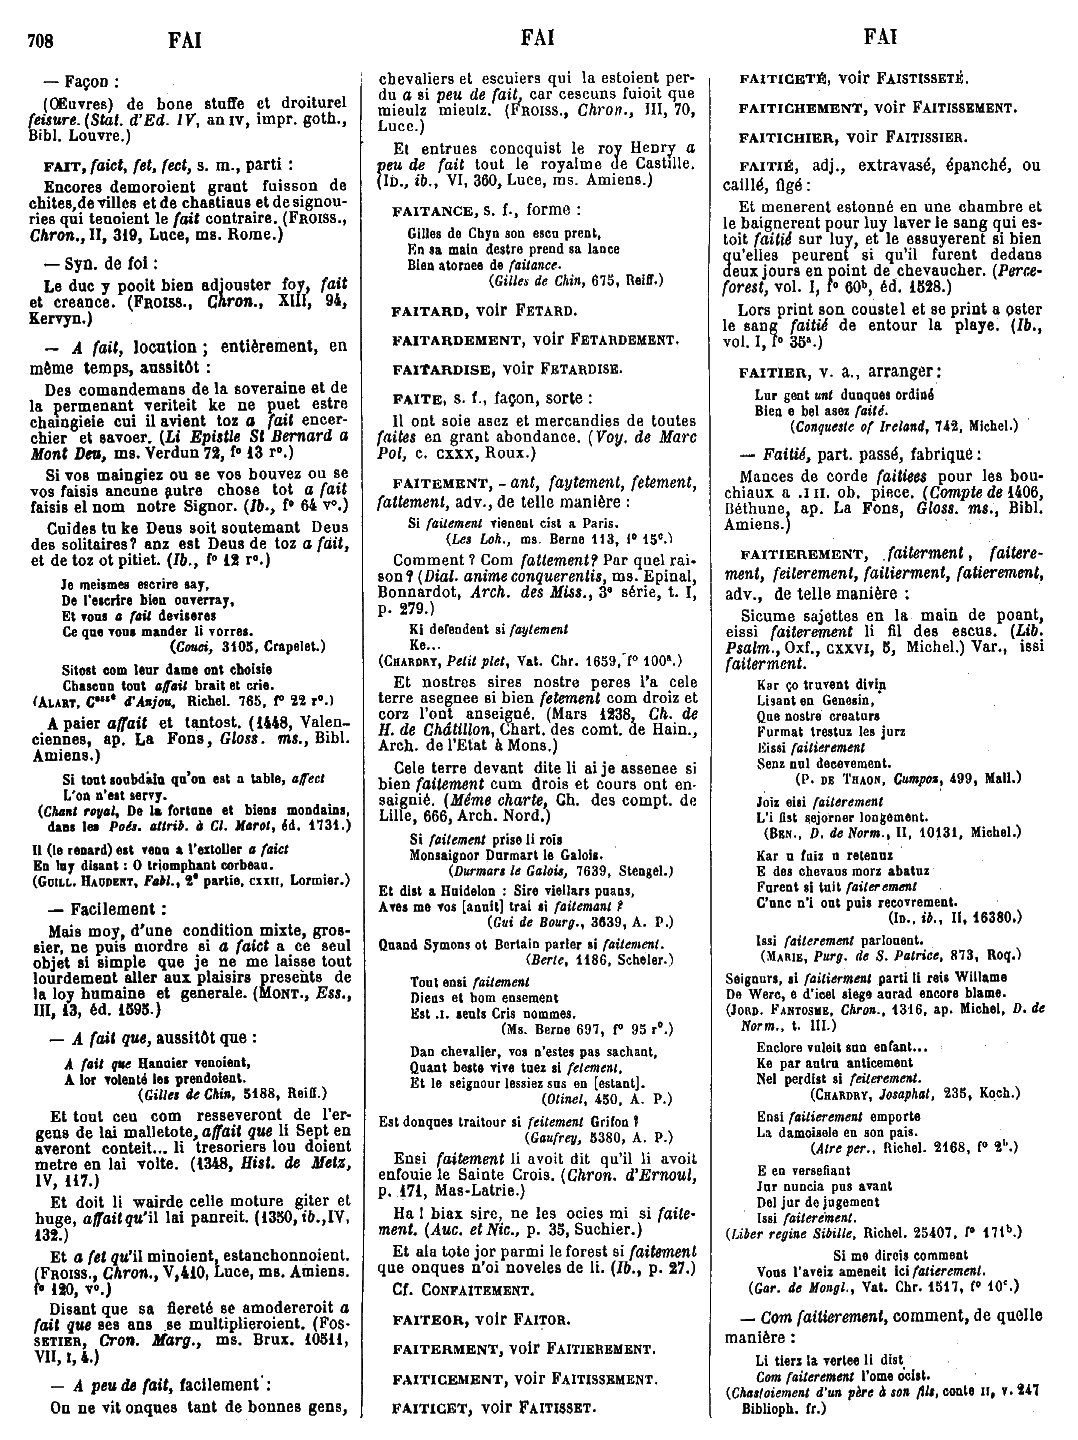 708 FAI FAI FAI
— Façon :
(Œuvres) de bone stuffe et droiturel
feisure. (Stat. d'Ed. IV, an IV, impr. goth.,
Bibl. Louvre.)
FAIT, faict, fet, fect, s. m., parti :
Encores demoroient grant fuisson de
chites, de villes et de chastiaus et de signou-
ries qui tenoient le fait contraire. (FROISS.,
Chron., II, 319, Luce, ms. Rome.)
— Syn. de foi :
Le duc y pooit bien adjouster foy, fait
et creance. (FROISS., Chron., XIII, 94,
Kervyn.)
— A fait, locution ; entièrement, en
même temps, aussitôt :
Des comandemans de la soveraine et de
la permenant veriteit ke ne puet estre
chaingieie cui il avient toz a fait encer-
chier et savoer. (Li Epistle St Bernard a
Mont Deu, ms. Verdun 72, f° 13 r°.)
Si vos maingiez ou se vos bouvez ou se
vos faisis ancune autre chose tot a fait
faisis el nom notre Signor. (Ib., f° 64 v°.)
Cuides tu ke Deus soit soutemant Deus
des solitaires? anz est Deus de toz a fait,
et de toz ot pitiet. (Ib., f° 12 r°.)
Je meismes escrire say,
De l'escrire bien ouverray,
Et vous a fait deviseres
Ce que vous mander li vorres.
(Couci, 3105, Crapelet.)
Sitost com leur dame ont choisie
Chascun tout affait brait et crie.
(ALART, Csse d'Anjou, Richel. 765, f° 22 r°.)
A paier affait et tantost. (1448, Valen-
ciennes, ap. La Fons, Gloss. ms., Bibl.
Amiens.)
Si tout soubdain qu'on est a table, affect
L'on n'est servy.
(Chant royal, De la fortune et biens mondains,
dans les Poés. attrib. à Cl. Marot, éd. 1731.)
Il (le renard) est venu a l'extoller a faict
En luy disant : O triomphant corbeau.
(GUILL. HAUDENT, Fabl., 2e partie, CXXII, Lormier.)
— Facilement :
Mais moy, d'une condition mixte, gros-
sier, ne puis mordre si a faict a ce seul
objet si simple que je ne me laisse tout
lourdement aller aux plaisirs presents de
la loy humaine et generale. (MONT., Ess.,
III, 13, éd. 1595.)
— A fait que, aussitôt que :
A fait que Hannier venoient,
A lor volenté les prendoient.
(Gilles de Chin, 5188, Reiff.)
Et tout ceu com resseveront de l'er-
gens de lai malletote, affait que li Sept en
averont conteit... li tresoriers lou doient
metre en lai volte. (1348, Hist. de Metz,
IV, 117.)
Et doit li wairde celle moture giter et
huge, affait qu'il lai panreit. (1350, ib., IV,
132.)
Et a fet qu'il minoient, estanchonnoient.
(FROISS., Chron., V, 410, Luce, ms. Amiens.
f° 120, v°.)
Disant que sa fiereté se amodereroit a
fait que ses ans se multiplieroient. (FOS-
SETIER, Cron. Marg., ms. Brux. 10511,
VII, I, 4.)
— A peu de fait, facilement :
On ne vit onques tant de bonnes gens,
chevaliers et escuiers qui la estoient per-
du a si peu de fait, car cescuns fuioit que
mieulz mieulz. (FROISS., Chron., III, 70,
Luce.)
Et entrues concquist le roy Henry a
peu de fait tout le royalme de Castille.
(ID., ib., VI, 360, Luce, ms. Amiens.)
FAITANCE, s. f., forme :
Gilles de Chyn son escu prent,
En sa main destre prend sa lance
Bien atornee de faitance.
(Gilles de Chin, 675, Reiff.)
FAITARD, voir FETARD.
FAITARDEMENT, voir FETARDEMENT.
FAITARDISE, voir FETARDISE.
FAITE, s. f., façon, sorte :
Il ont soie asez et mercandies de toutes
faites en grant abondance. (Voy. de Marc
Pol, c. CXXX, Roux.)
FAITEMENT, - ant, faytement, fetement,
fattement, adv., de telle manière :
Si faitement vienent cist a Paris.
(Les Loh., ms. Berne 113, f° 15c.)
Comment ? Com fattement? Par quel rai-
son ? (Dial. anime conquerentis, ms. Epinal,
Bonnardot, Arch. des Miss., 3e série, t. I,
p. 279.)
Ki defendent si faytement
Ke...
(CHARDRY, Petit plet, Vat. Chr. 1659, f° 100a.)
Et nostres sires nostre peres l'a cele
terre asegnee si bien fetement com droiz et
corz l'ont anseigné. (Mars 1238, Ch. de
H. de Châtillon, Chart. des comt. de Hain.,
Arch. de l'Etat à Mons.)
Cele terre devant dite li ai je assenee si
bien faitement cum drois et cours ont en-
saignié. (Même charte, Ch. des compt. de
Lille, 666, Arch. Nord.)
Si faitement prise li rois
Monsaignor Durmart le Galois.
(Durmars le Galois, 7639, Stengel.)
Et dist a Huidelon : Sire viellars puans,
Aves me vos [anuit] trai si faitemant ?
(Gui de Bourg., 3639, A. P.)
Quand Symons ot Bertain parler si faitement.
(Berte, 1186, Scheler.)
Tout ensi faitement
Dieus et hom ensement
Est .I. seuls Cris nommes.
(Ms. Berne 697, f° 95 r°.)
Dan chevalier, vos n'estes pas sachant,
Quant beste vive tuez si fetement.
Et le seignour lessiez sus en [estant].
(Otinel, 450, A. P.)
Est donques traitour si feitement Grifon ?
(Gaufrey, 5380, A. P.)
Ensi faitement li avoit dit qu'il li avoit
enfouie le Sainte Crois. (Chron. d'Ernoul,
p. 171, Mas-Latrie.)
Ha ! biax sire, ne les ocies mi si faite-
ment. (Auc. et Nic., p. 35, Suchier.)
Et ala tote jor parmi le forest si faitement
que onques n'oi noveles de li. (Ib., p. 27.)
Cf. CONFAITEMENT.
FAITEOR, voir FAITOR.
FAITERMENT, voir FAITIEREMENT.
FAITICEMENT, voir FAITISSEMENT.
FAITICET, voir FAITISSET.
FAITICETÉ, voir FAISTISSETÉ.
FAITICHEMENT, voir FAITISSEMENT.
FAITICHIER, voir FAITISSIER.
FAITIÉ, adj., extravasé, épanché, ou
caillé, figé :
Et menerent estonné en une chambre et
le baignerent pour luy laver le sang qui es-
toit faitié sur luy, et le essuyerent si bien
qu'elles peurent si qu'il furent dedans
deux jours en point de chevaucher. (Perce-
forest, vol. I, f° 60b, éd. 1528.)
Lors print son coustel et se print a oster
le sang faitié de entour la playe. (Ib.,
vol. I, f° 35a.)
FAITIER, v. a., arranger :
Lur gent unt dunques ordiné
Bien e bel asez faité.
(Conqueste of Ireland, 742, Michel.)
— Faitié, part. passé, fabriqué :
Mances de corde faitiees pour les bou-
chiaux a .III. ob. piece. (Compte de 1406,
Béthune, ap. La Fons, Gloss. ms., Bibl.
Amiens.)
FAITIEREMENT, faiterment, faitere-
ment, feilerement, failierment, fatierement,
adv., de telle manière :
Sicume sajettes en la main de poant,
eissi faiterement li fil des escus. (Lib.
Psalm., Oxf., CXXVI, 5, Michel.) Var., issi
faiterment.
Kar ço truvent divin
Lisant en Genesin,
Que nostre creaturs
Furmat trestuz les jurz
Eissi faitierement
Senz nul decevement.
(P. DE THAON, Cumpoz, 499, Mall.)
Joiz eisi faiterement
L'i fist sejorner longement.
(BEN., D. de Norm., II, 10131, Michel.)
Kar u fuiz u retenuz
E des chevaus morz abatuz
Furent si tuit faiterement
C'unc n'i out puis recovrement.
(ID., ib., II, 16380.)
Issi faiterement parlouent.
(MARIE, Purg. de S. Patrice, 873, Roq.)
Seignurs, si faitierment parti li reis Willame
De Werc, e d'icel siege aurad encore blame.
(JORD. FANTOSME, Chron., 1316, ap. Michel, D. de
Norm., t. III.)
Enclore vuleit sun enfant...
Ke par autru anticement
Nel perdist si feiterement.
(CHARDRY, Josaphat, 235, Koch.)
Ensi faitierement emporte
La damoisele en son pais.
(Atre per., Richel. 2168, f° 2b.)
E en versefiant
Jur nuncia pus avant
Del jur de jugement
Issi faiterement.
(Liber regine Sibille, Richel. 25407, f° 171b.)
Si me direis comment
Vous l'aveiz ameneit ici fatierement.
(Gar. de Mongl., Vat. Chr. 1517, f° 10c.)
— Com faitierement, comment, de quelle
manière :
Li tierz la vertee li dist
Com faiterement l'ome ocist.
(Chastoiement d'un père à son fils, conte II, v. 247
Biblioph. fr.)